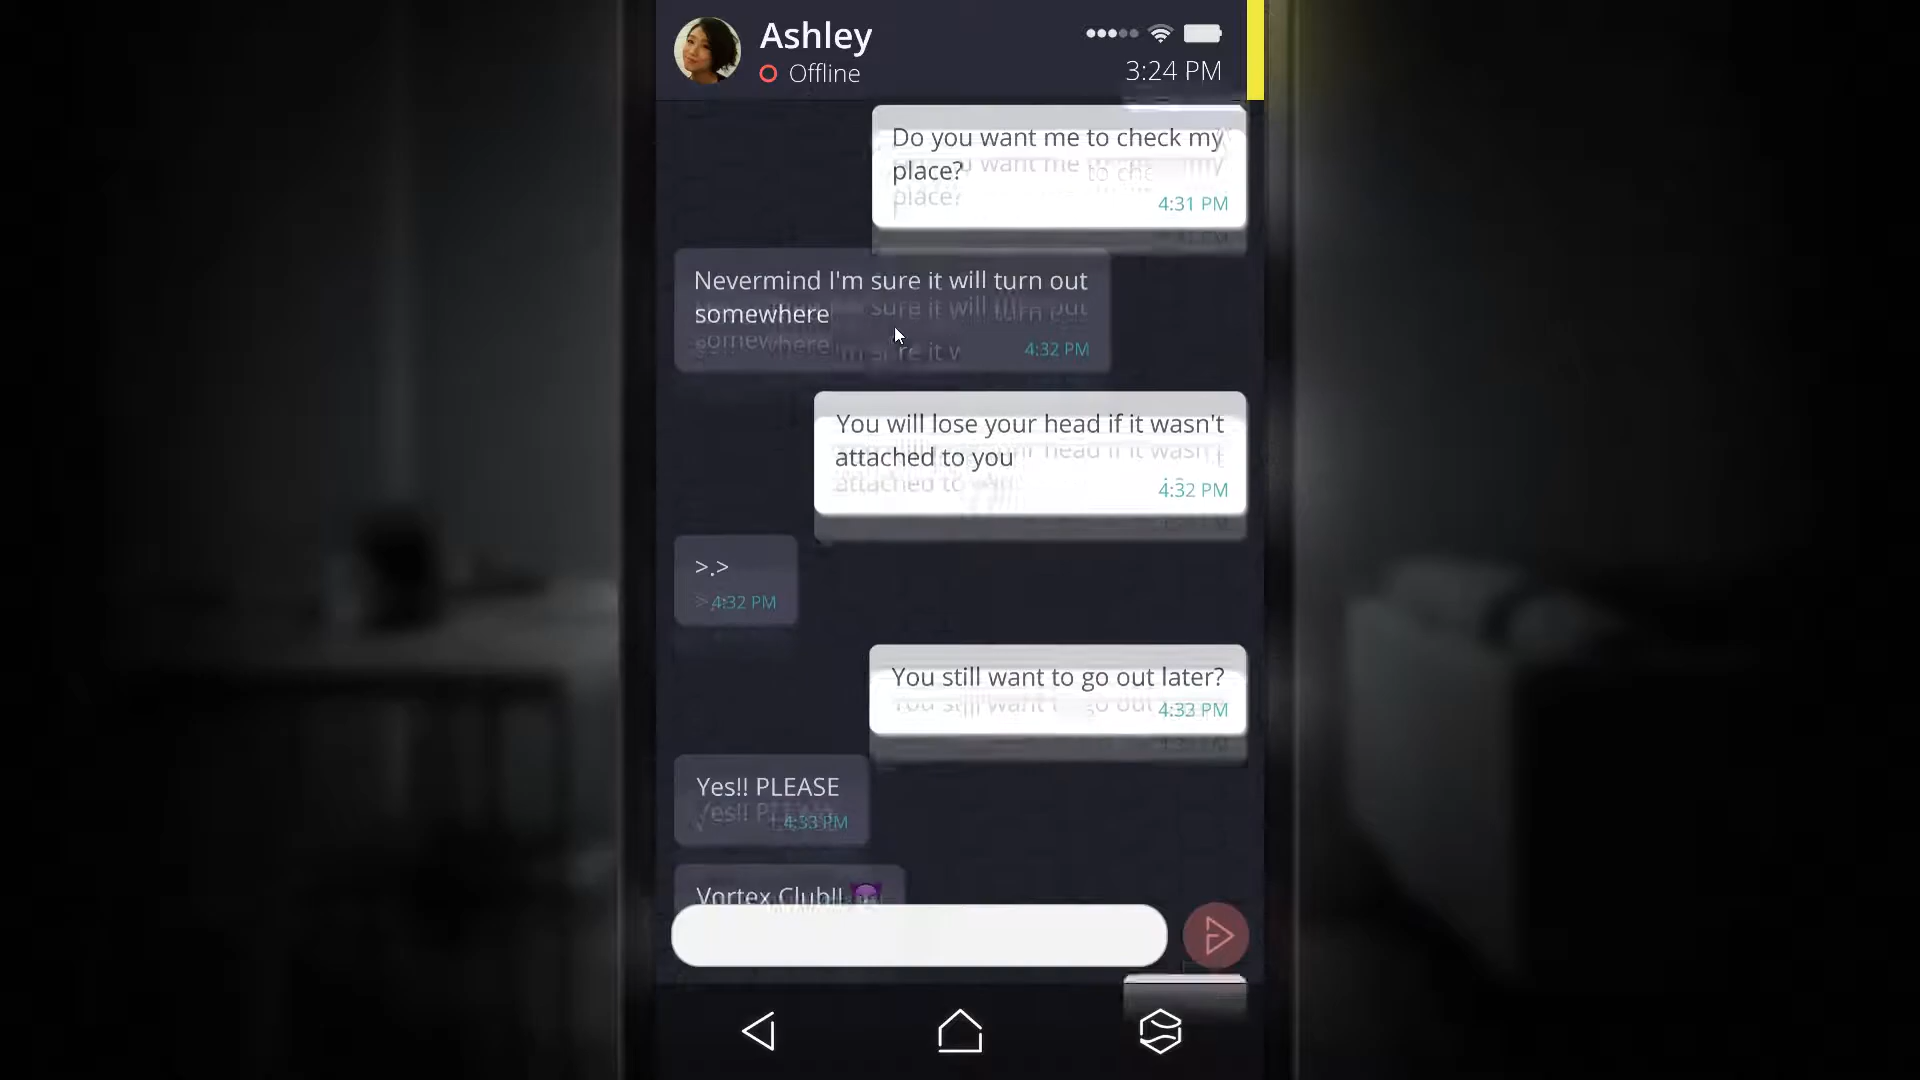 Ashley
Offline
3:24 PM
Do you want me to check my
place?
4:31 PM
Nevermind I'm sure it will turn out
somewhere
4:32 PM
You will lose your head if it wasn't
attached to you
4:32 PM
>.>
4:32 PM
You still want to go out later?
4:33 PM
Yes!! PLEASE
4:33 PM
Vortex Club!! 😈